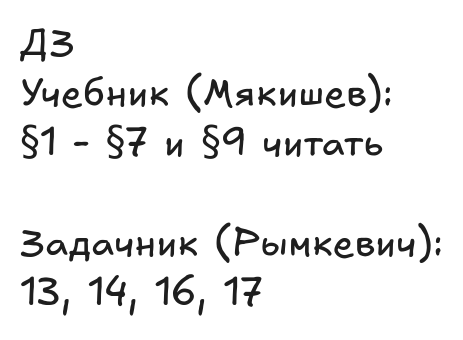 ДЗ
Учебник (Мякишев):
§1 - §7 и §9 читать
Задачник (Рымкевич):
13, 14, 16, 17